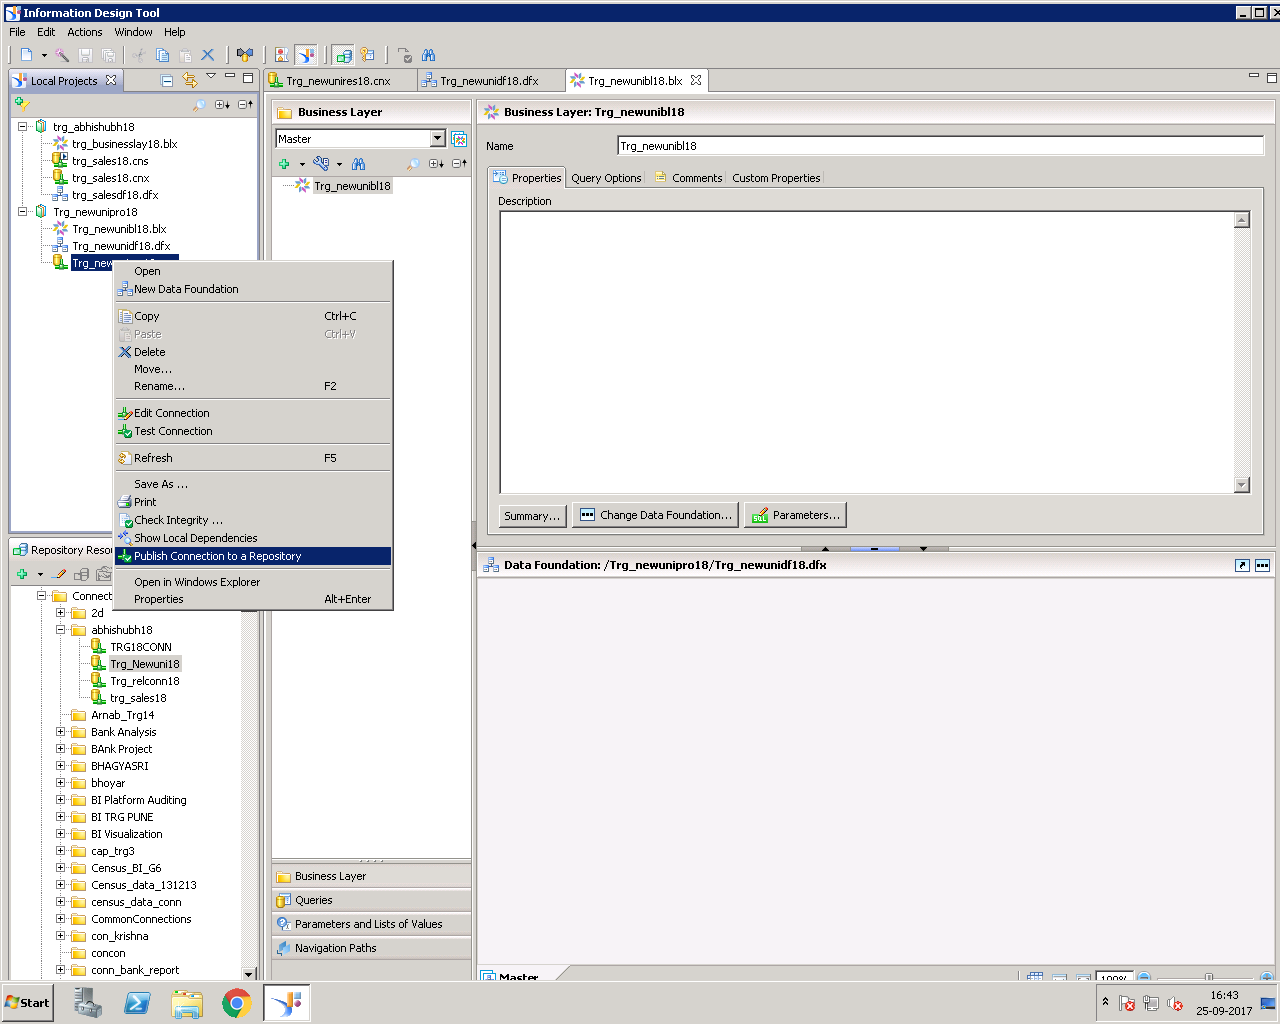 Information Design Tool
File Edit Actions Window Help
Local Projects
Trg_newunires18.cnx
Trg_newunidf18.dfx
Trg_newunibl18.blx
trg_abhishubh18
trg_businesslay18.blx
trg_sales18.cns
trg_sales18.cnx
trg_salesdf18.dfx
Trg_newunipro18
Trg_newunibl18.blx
Trg_newunidf18.dfx
Open
New Data Foundation
Copy Ctrl+C
Paste Ctrl+V
Delete
Move...
Rename... F2
Edit Connection
Test Connection
Refresh F5
Save As ...
Print
Check Integrity ...
Show Local Dependencies
Publish Connection to a Repository
Open in Windows Explorer
Properties Alt+Enter
Repository Resou
Connect
2d
abhishubh18
TRG18CONN
Trg_Newuni18
Trg_relconn18
trg_sales18
Arnab_Trg14
Bank Analysis
BAnk Project
BHAGYASRI
bhoyar
BI Platform Auditing
BI TRG PUNE
BI Visualization
cap_trg3
Census_BI_G6
Census_data_131213
census_data_conn
CommonConnections
con_krishna
concon
conn_bank_report
Business Layer
Master
Trg_newunibl18
Business Layer
Queries
Parameters and Lists of Values
Navigation Paths
Business Layer: Trg_newunibl18
Name Trg_newunibl18
Properties Query Options Comments Custom Properties
Description
Summary... Change Data Foundation... SQL Parameters...
Data Foundation: /Trg_newunipro18/Trg_newunidf18.dfx
Master 100%
Start
16:43
25-09-2017